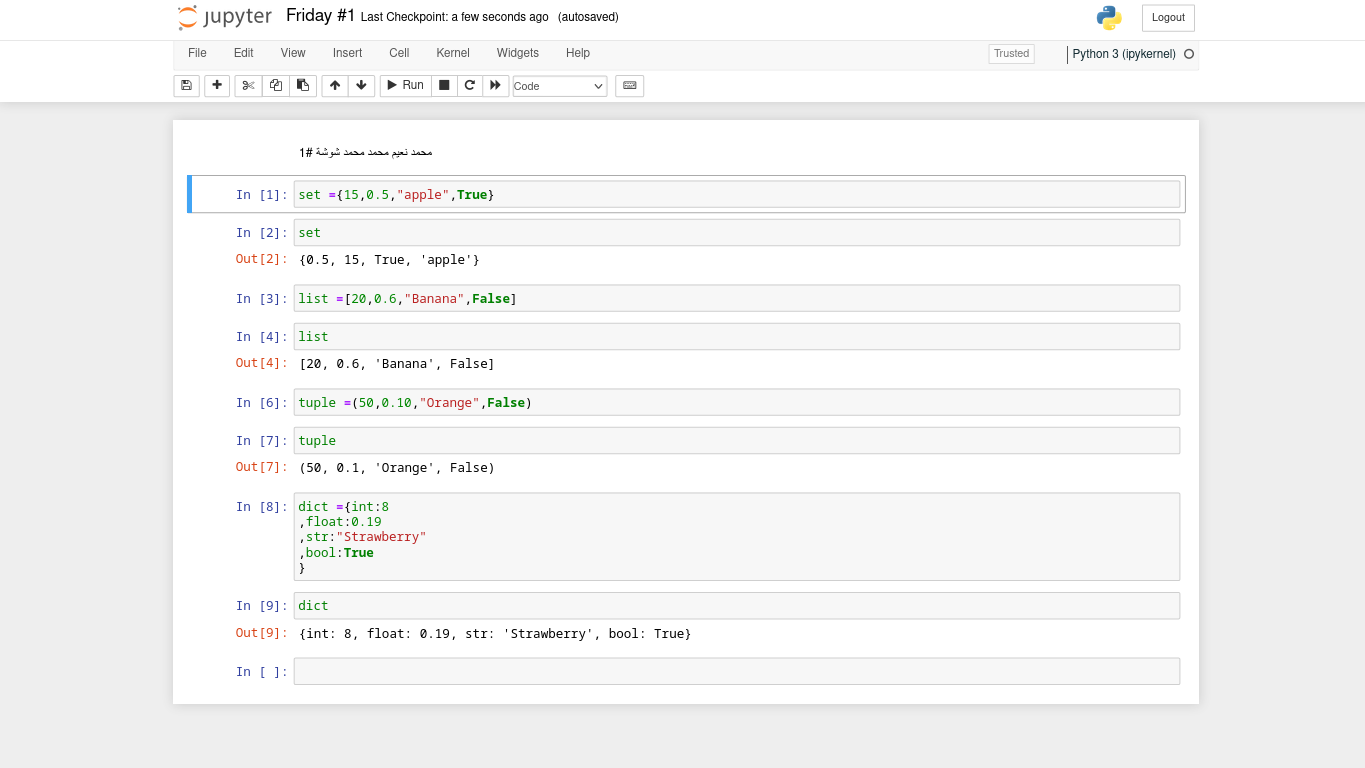 jupyter Friday #1 Last Checkpoint: a few seconds ago (autosaved) Logout
File Edit View Insert Cell Kernel Widgets Help Trusted Python 3 (ipykernel)
Run Code
محمد نعيم محمد محمد شوشة #1
In [1]: set ={15,0.5,"apple",True}
In [2]: set
Out[2]: {0.5, 15, True, 'apple'}
In [3]: list =[20,0.6,"Banana",False]
In [4]: list
Out[4]: [20, 0.6, 'Banana', False]
In [6]: tuple =(50,0.10,"Orange",False)
In [7]: tuple
Out[7]: (50, 0.1, 'Orange', False)
In [8]: dict ={int:8
,float:0.19
,str:"Strawberry"
,bool:True
}
In [9]: dict
Out[9]: {int: 8, float: 0.19, str: 'Strawberry', bool: True}
In [ ]: